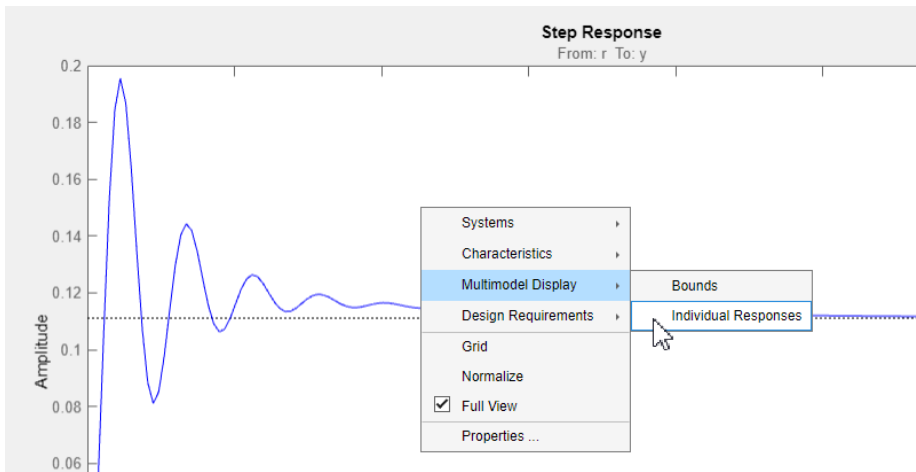 Step Response
From: r  To: y
0.2
0.18
0.16
0.14
0.12
0.1
0.08
0.06
Amplitude
Systems
Characteristics
Multimodel Display
Design Requirements
Grid
Normalize
Full View
Properties ...
Bounds
Individual Responses